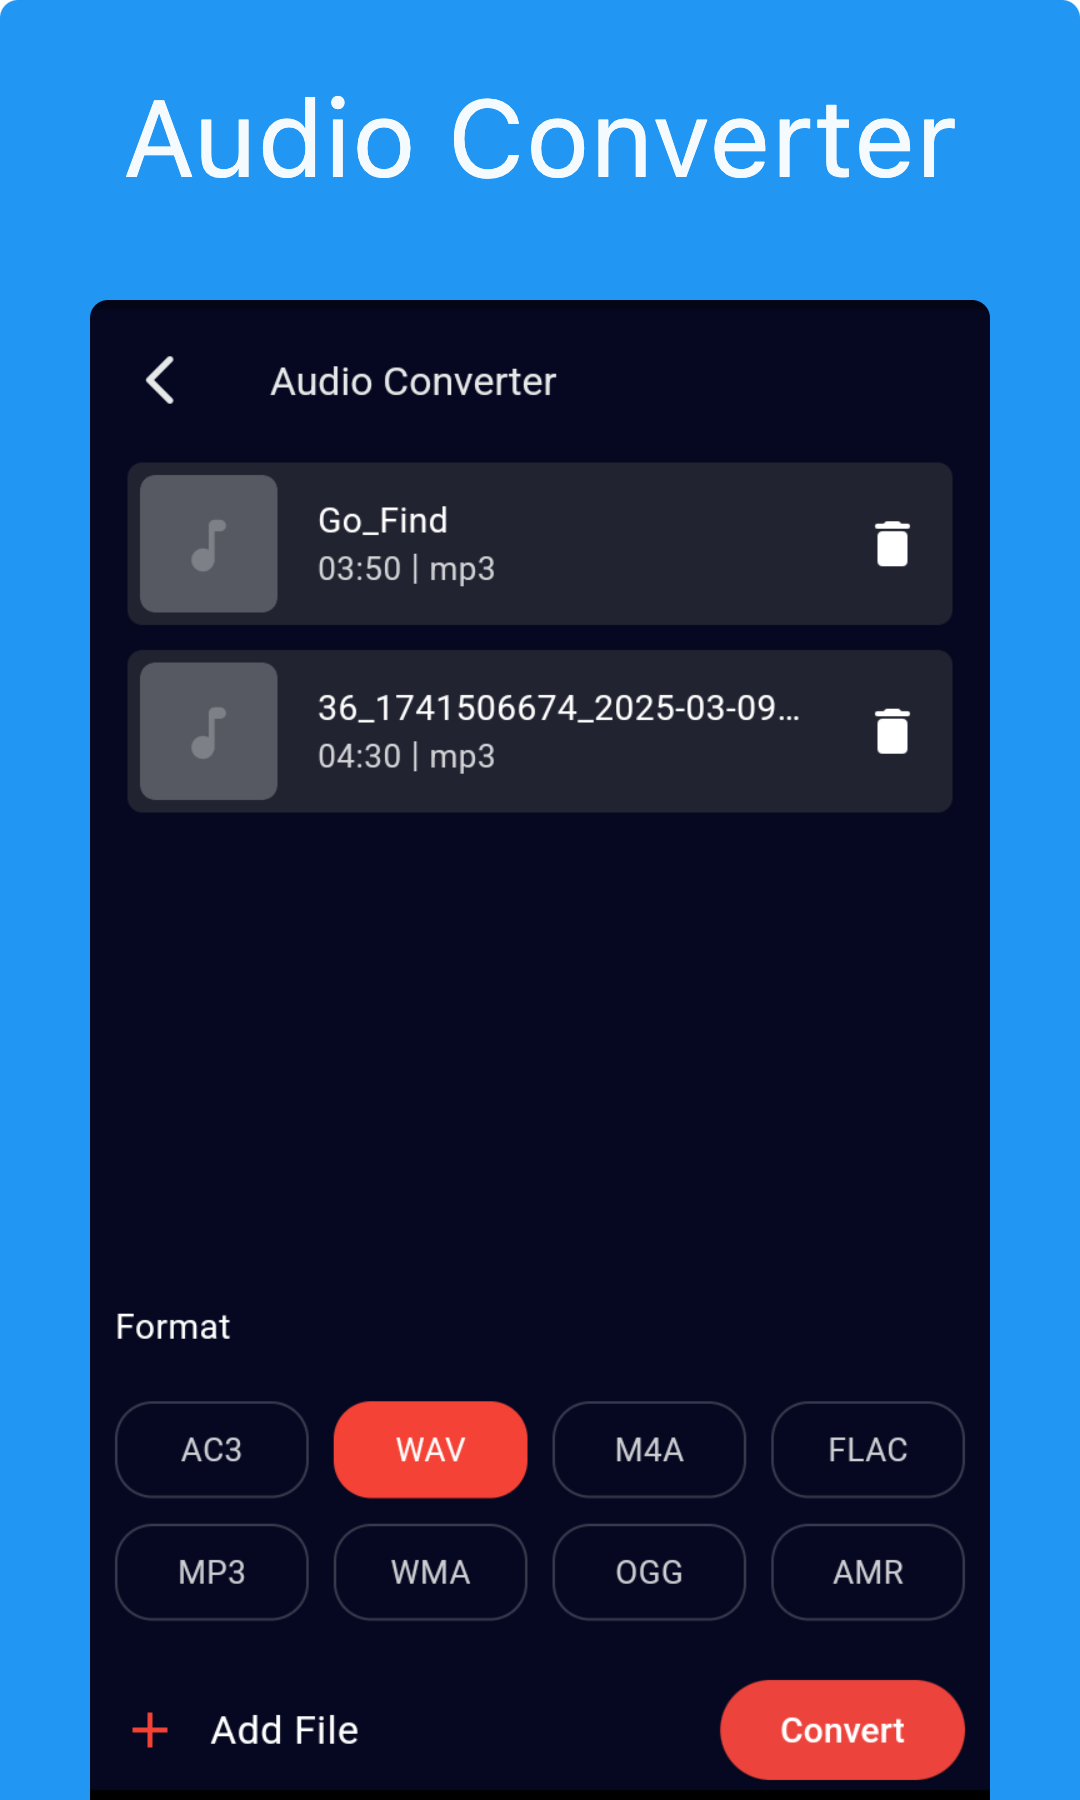 Audio Converter
Audio Converter
Go_Find
03:50 | mp3
36_1741506674_2025-03-09...
04:30 | mp3
Format
AC3 WAV M4A FLAC
MP3 WMA OGG AMR
Add File Convert